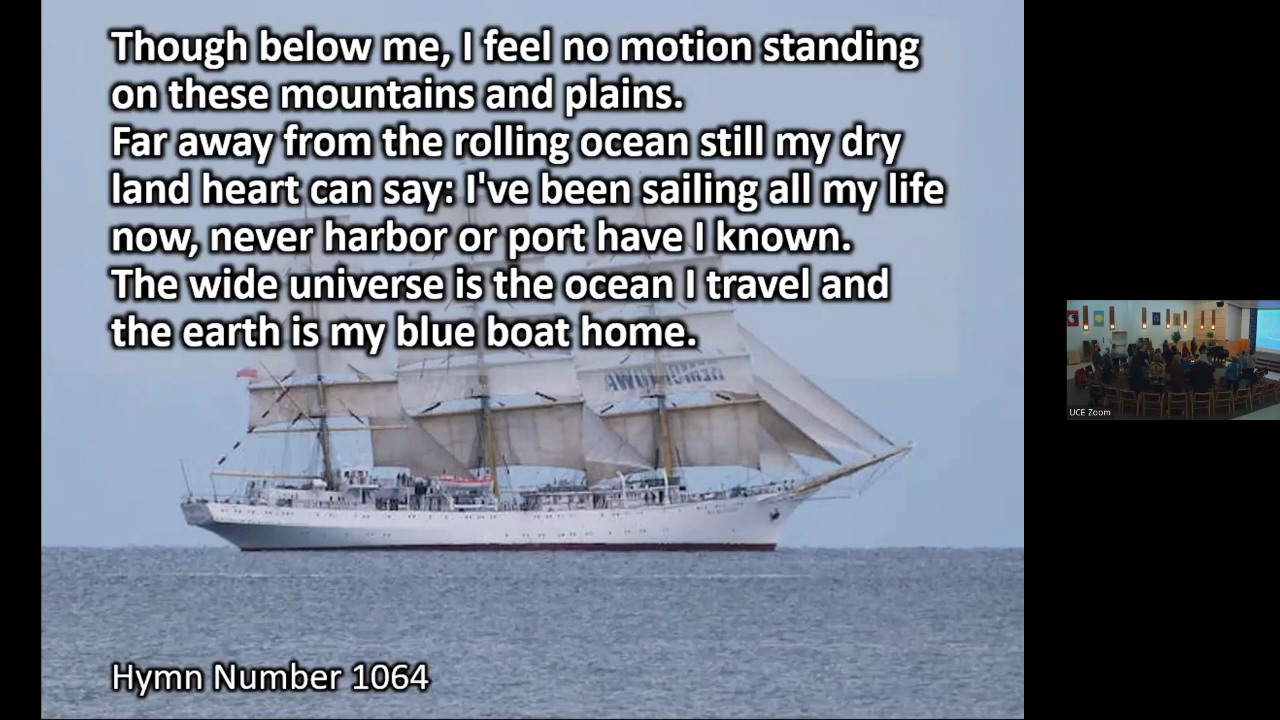 Though below me, I feel no motion standing
on these mountains and plains.
Far away from the rolling ocean still my dry
land heart can say: I've been sailing all my life
now, never harbor or port have I known.
The wide universe is the ocean I travel and
the earth is my blue boat home.
Hymn Number 1064
UCE Zoom